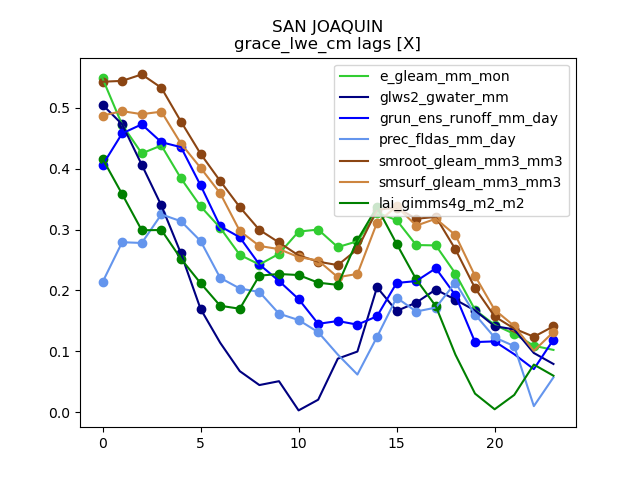 SAN JOAQUIN
grace_lwe_cm lags [X]
e_gleam_mm_mon
glws2_gwater_mm
grun_ens_runoff_mm_day
prec_fldas_mm_day
smroot_gleam_mm3_mm3
smsurf_gleam_mm3_mm3
lai_gimms4g_m2_m2
0.5
0.4
0.3
0.2
0.1
0.0
0 5 10 15 20